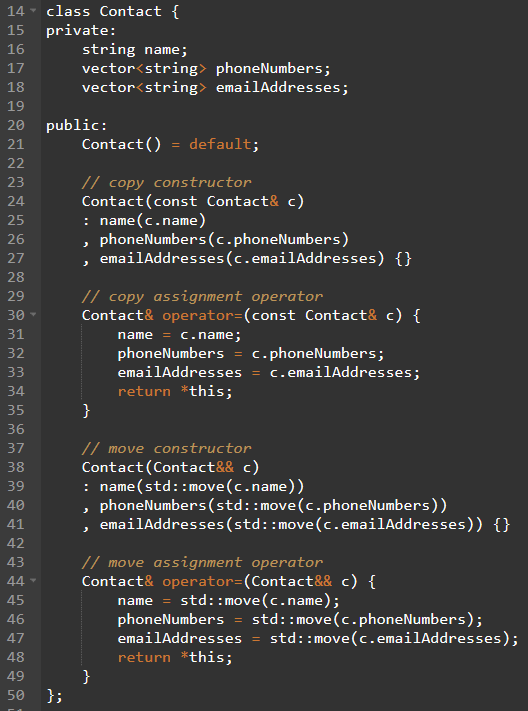 14 class Contact {
15 private:
16     string name;
17     vector<string> phoneNumbers;
18     vector<string> emailAddresses;
19
20 public:
21     Contact() = default;
22
23     // copy constructor
24     Contact(const Contact& c)
25     : name(c.name)
26     , phoneNumbers(c.phoneNumbers)
27     , emailAddresses(c.emailAddresses) {}
28
29     // copy assignment operator
30     Contact& operator=(const Contact& c) {
31         name = c.name;
32         phoneNumbers = c.phoneNumbers;
33         emailAddresses = c.emailAddresses;
34         return *this;
35     }
36
37     // move constructor
38     Contact(Contact&& c)
39     : name(std::move(c.name))
40     , phoneNumbers(std::move(c.phoneNumbers))
41     , emailAddresses(std::move(c.emailAddresses)) {}
42
43     // move assignment operator
44     Contact& operator=(Contact&& c) {
45         name = std::move(c.name);
46         phoneNumbers = std::move(c.phoneNumbers);
47         emailAddresses = std::move(c.emailAddresses);
48         return *this;
49     }
50 };